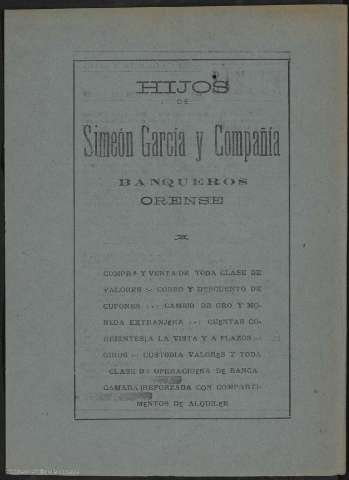 HIJOS
DE
Simeón García y Compañía
BANQUEROS
ORENSE
COMPRA Y VENTA DE TODA CLASE DE
VALORES :-: COBRO Y DESCUENTO DE
CUPONES :-: CAMBIO DE ORO Y MO-
NEDA EXTRANJERA :-: CUENTAS CO-
RRIENTES A LA VISTA Y A PLAZOS :-:
GIROS :-: CUSTODIA VALORES Y TODA
CLASE DE OPERACIONES DE BANCA
CAMARA REFORZADA CON COMPARTI-
MENTOS DE ALQUILER